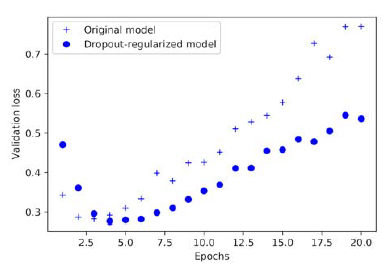 Original model
Dropout-regularized model
0.7
0.6
0.5
0.4
0.3
Validation loss
2.5 5.0 7.5 10.0 12.5 15.0 17.5 20.0
Epochs